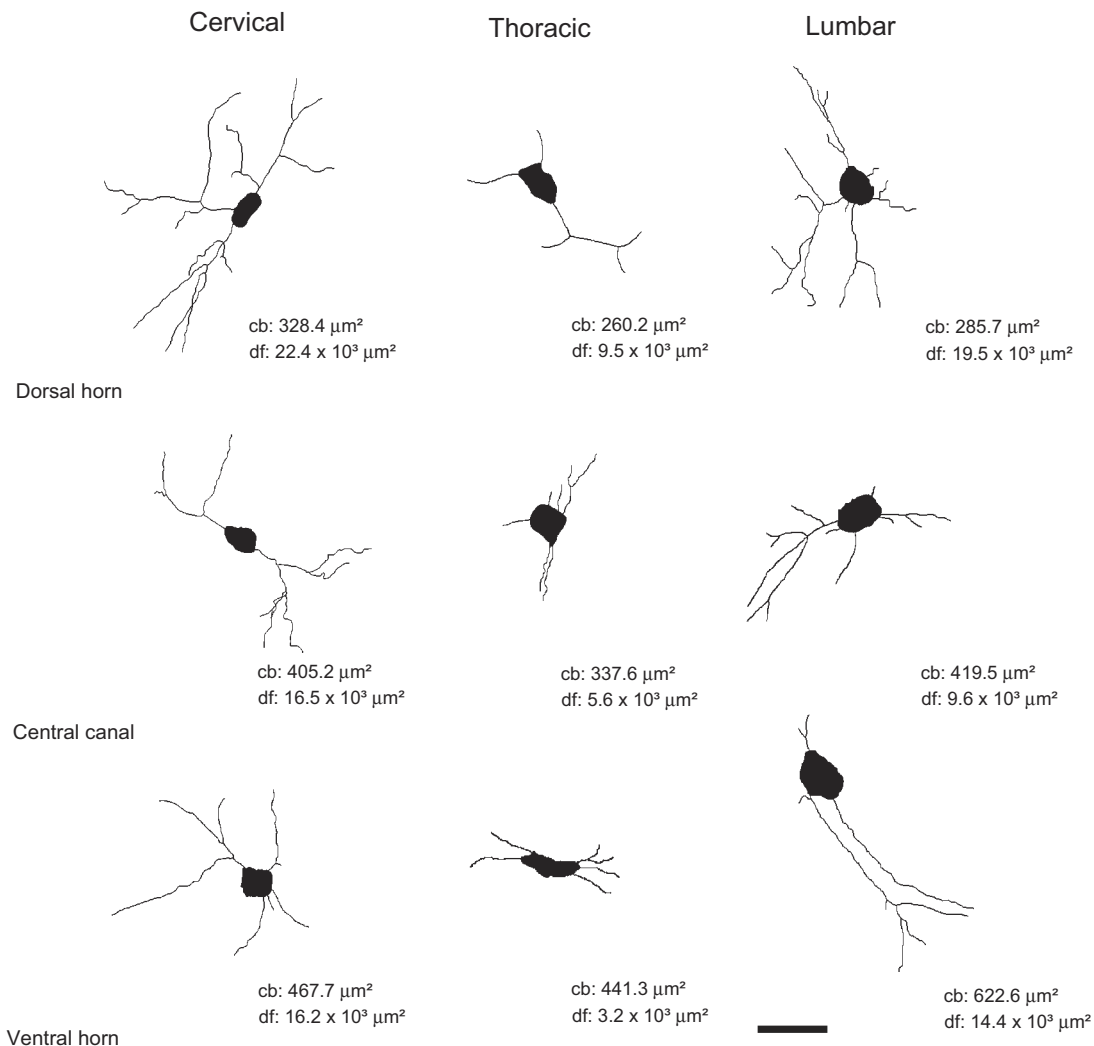 Cervical
Thoracic
Lumbar
cb: 328.4 μm²
df: 22.4 x 10³ μm²
cb: 260.2 μm²
df: 9.5 x 10³ μm²
cb: 285.7 μm²
df: 19.5 x 10³ μm²
Dorsal horn
cb: 405.2 μm²
df: 16.5 x 10³ μm²
cb: 337.6 μm²
df: 5.6 x 10³ μm²
cb: 419.5 μm²
df: 9.6 x 10³ μm²
Central canal
cb: 467.7 μm²
df: 16.2 x 10³ μm²
cb: 441.3 μm²
df: 3.2 x 10³ μm²
cb: 622.6 μm²
df: 14.4 x 10³ μm²
Ventral horn